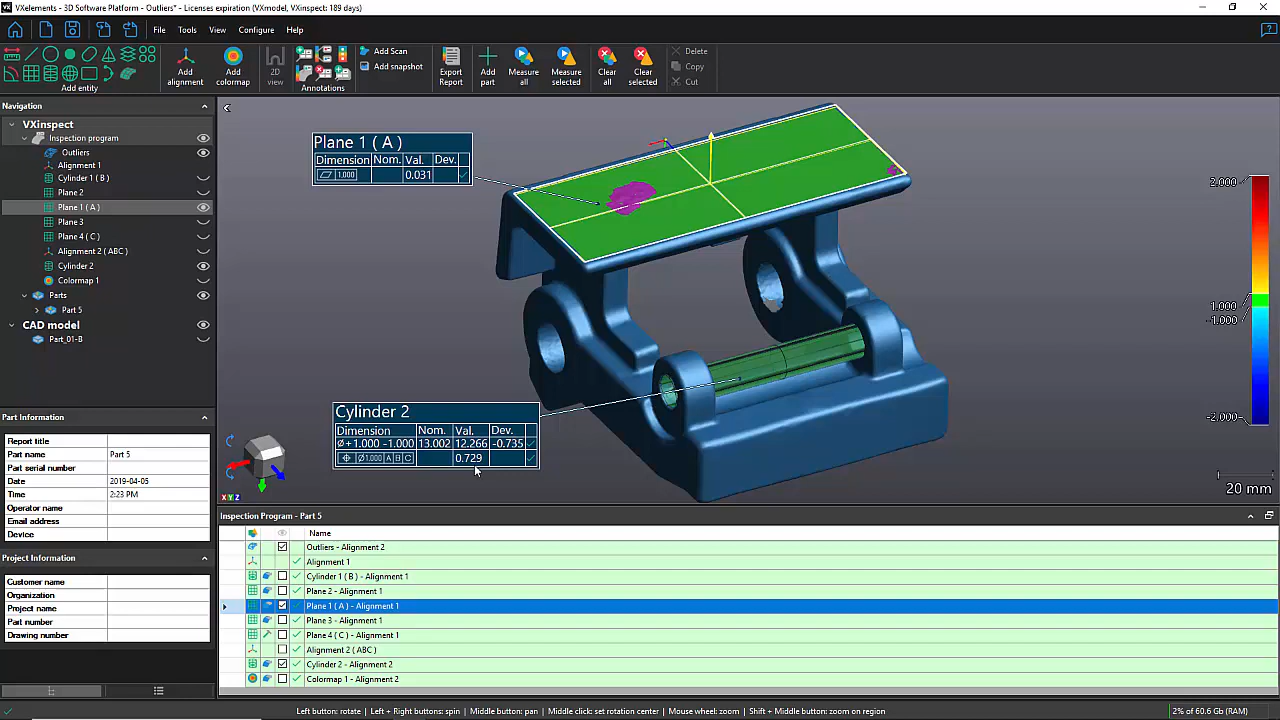 VXelements - 3D Software Platform - Outliers* - Licenses expiration (VXmodel, VXinspect: 189 days)
File Tools View Configure Help
Add entity
Add alignment
Add colormap
2D view
Annotations
Add Scan
Add snapshot
Export Report
Add part
Measure all
Measure selected
Clear all
Clear selected
Delete
Copy
Cut
Navigation
VXinspect
Inspection program
Outliers
Alignment 1
Cylinder 1 ( B )
Plane 2
Plane 1 ( A )
Plane 3
Plane 4 ( C )
Alignment 2 ( ABC )
Cylinder 2
Colormap 1
Parts
Part 5
CAD model
Part_01-B
Part Information
Report title
Part name Part 5
Part serial number
Date 2019-04-05
Time 2:23 PM
Operator name
Email address
Device
Project Information
Customer name
Organization
Project name
Part number
Drawing number
Plane 1 ( A )
Dimension Nom. Val. Dev.
1.000 0.031
Cylinder 2
Dimension Nom. Val. Dev.
Ø+1.000 -1.000 13.002 12.266 -0.735
Ø1.000 A B C 0.729
2.000
1.000
-1.000
-2.000
20 mm
X Y Z
Inspection Program - Part 5
Name
Outliers - Alignment 2
Alignment 1
Cylinder 1 ( B ) - Alignment 1
Plane 2 - Alignment 1
Plane 1 ( A ) - Alignment 1
Plane 3 - Alignment 1
Plane 4 ( C ) - Alignment 1
Alignment 2 ( ABC )
Cylinder 2 - Alignment 2
Colormap 1 - Alignment 2
Left button: rotate | Left + Right buttons: spin | Middle button: pan | Middle click: set rotation center | Mouse wheel: zoom | Shift + Middle button: zoom on region
2% of 60.6 Gb (RAM)